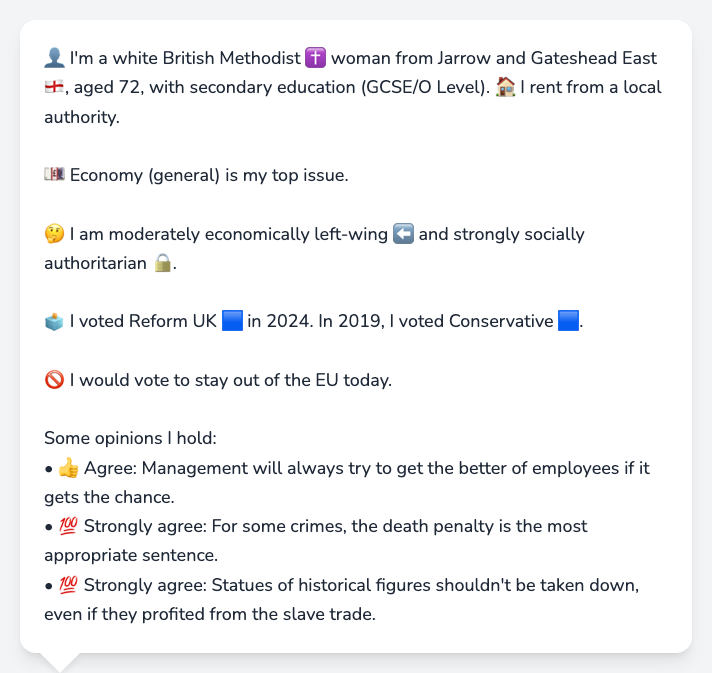 👤 I'm a white British Methodist ✝️ woman from Jarrow and Gateshead East
🏴󠁧󠁢󠁥󠁮󠁧󠁿, aged 72, with secondary education (GCSE/O Level). 🏠 I rent from a local
authority.
💷 Economy (general) is my top issue.
🤔 I am moderately economically left-wing ⬅️ and strongly socially
authoritarian 🔒.
🗳️ I voted Reform UK 🟦 in 2024. In 2019, I voted Conservative 🟦.
🚫 I would vote to stay out of the EU today.
Some opinions I hold:
• 👍 Agree: Management will always try to get the better of employees if it
gets the chance.
• 💯 Strongly agree: For some crimes, the death penalty is the most
appropriate sentence.
• 💯 Strongly agree: Statues of historical figures shouldn't be taken down,
even if they profited from the slave trade.